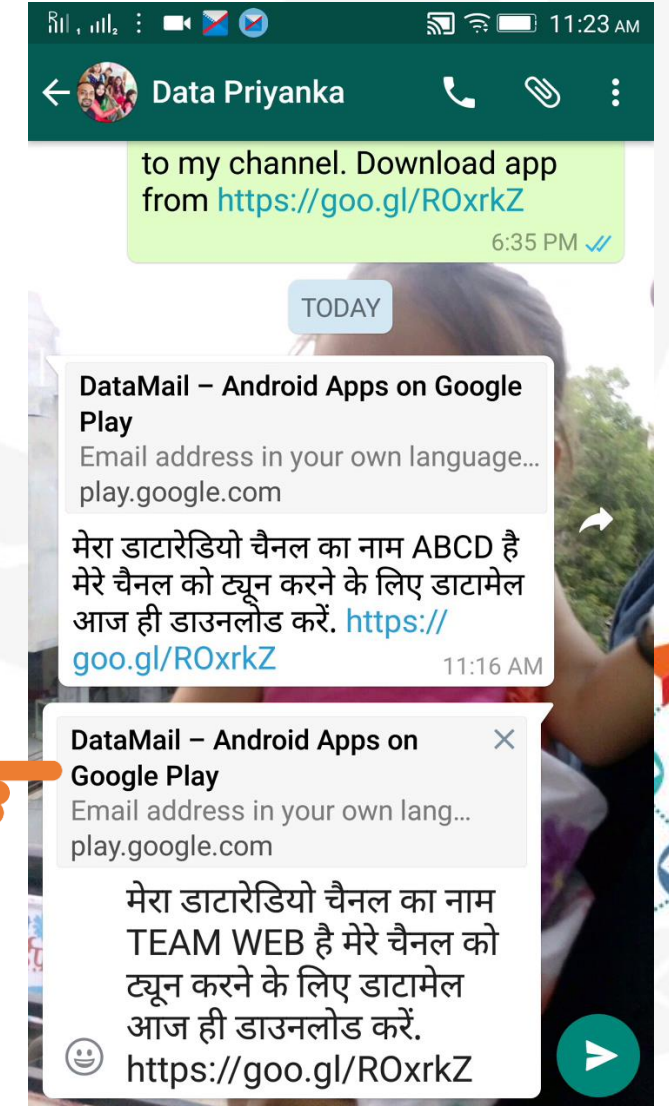 11:23 AM
Data Priyanka
to my channel. Download app
from https://goo.gl/ROxrkZ
6:35 PM
TODAY
DataMail – Android Apps on Google
Play
Email address in your own language...
play.google.com
मेरा डाटारेडियो चैनल का नाम ABCD है
मेरे चैनल को ट्यून करने के लिए डाटामेल
आज ही डाउनलोड करें. https://
goo.gl/ROxrkZ
11:16 AM
DataMail – Android Apps on
Google Play
Email address in your own lang...
play.google.com
मेरा डाटारेडियो चैनल का नाम
TEAM WEB है मेरे चैनल को
ट्यून करने के लिए डाटामेल
आज ही डाउनलोड करें.
https://goo.gl/ROxrkZ